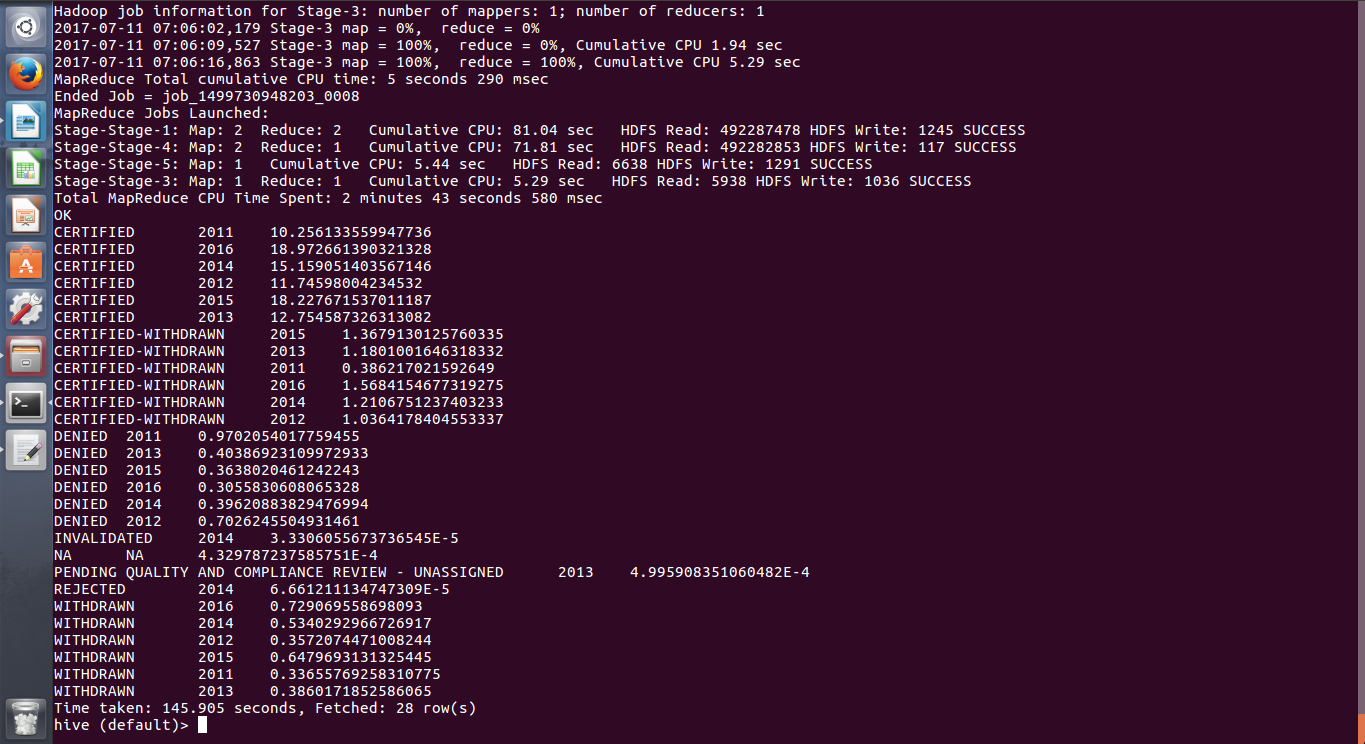 Hadoop job information for Stage-3: number of mappers: 1; number of reducers: 1
2017-07-11 07:06:02,179 Stage-3 map = 0%,  reduce = 0%
2017-07-11 07:06:09,527 Stage-3 map = 100%,  reduce = 0%, Cumulative CPU 1.94 sec
2017-07-11 07:06:16,863 Stage-3 map = 100%,  reduce = 100%, Cumulative CPU 5.29 sec
MapReduce Total cumulative CPU time: 5 seconds 290 msec
Ended Job = job_1499730948203_0008
MapReduce Jobs Launched:
Stage-Stage-1: Map: 2  Reduce: 2   Cumulative CPU: 81.04 sec   HDFS Read: 492287478 HDFS Write: 1245 SUCCESS
Stage-Stage-4: Map: 2  Reduce: 1   Cumulative CPU: 71.81 sec   HDFS Read: 492282853 HDFS Write: 117 SUCCESS
Stage-Stage-5: Map: 1   Cumulative CPU: 5.44 sec   HDFS Read: 6638 HDFS Write: 1291 SUCCESS
Stage-Stage-3: Map: 1  Reduce: 1   Cumulative CPU: 5.29 sec   HDFS Read: 5938 HDFS Write: 1036 SUCCESS
Total MapReduce CPU Time Spent: 2 minutes 43 seconds 580 msec
OK
CERTIFIED       2011    10.256133559947736
CERTIFIED       2016    18.972661390321328
CERTIFIED       2014    15.159051403567146
CERTIFIED       2012    11.74598004234532
CERTIFIED       2015    18.227671537011187
CERTIFIED       2013    12.754587326313082
CERTIFIED-WITHDRAWN     2015    1.3679130125760335
CERTIFIED-WITHDRAWN     2013    1.1801001646318332
CERTIFIED-WITHDRAWN     2011    0.386217021592649
CERTIFIED-WITHDRAWN     2016    1.5684154677319275
CERTIFIED-WITHDRAWN     2014    1.2106751237403233
CERTIFIED-WITHDRAWN     2012    1.0364178404553337
DENIED  2011    0.9702054017759455
DENIED  2013    0.40386923109972933
DENIED  2015    0.3638020461242243
DENIED  2016    0.3055830608065328
DENIED  2014    0.39620883829476994
DENIED  2012    0.7026245504931461
INVALIDATED     2014    3.3306055673736545E-5
NA      NA      4.329787237585751E-4
PENDING QUALITY AND COMPLIANCE REVIEW - UNASSIGNED      2013    4.995908351060482E-4
REJECTED        2014    6.661211134747309E-5
WITHDRAWN       2016    0.729069558698093
WITHDRAWN       2014    0.5340292966726917
WITHDRAWN       2012    0.3572074471008244
WITHDRAWN       2015    0.6479693131325445
WITHDRAWN       2011    0.33655769258310775
WITHDRAWN       2013    0.3860171852586065
Time taken: 145.905 seconds, Fetched: 28 row(s)
hive (default)>